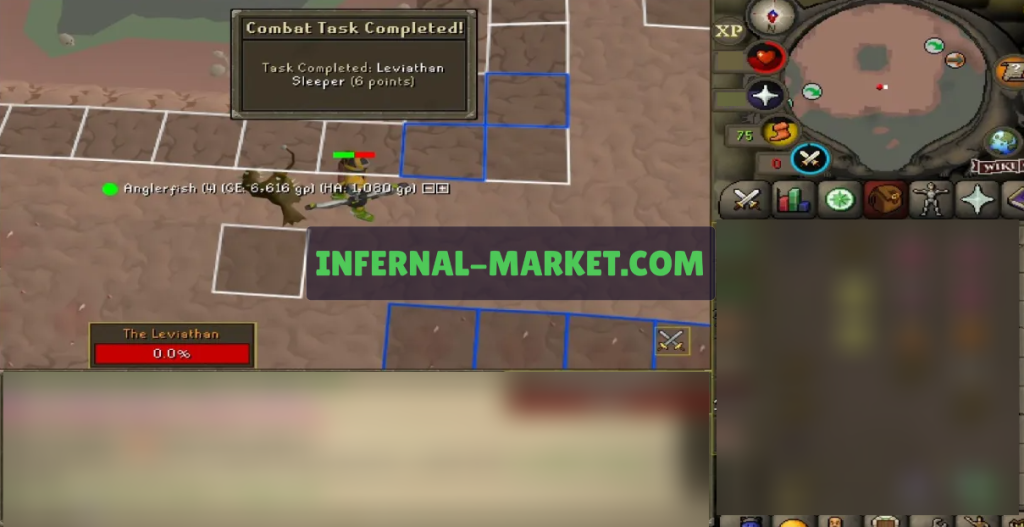 Combat Task Completed!
Task Completed: Leviathan
Sleeper (6 points)
XP
N
75
0
WIKI
Anglerfish (4) (GE: 6,616 gp) (HA: 1,060 gp)
INFERNAL-MARKET.COM
The Leviathan
0.0%